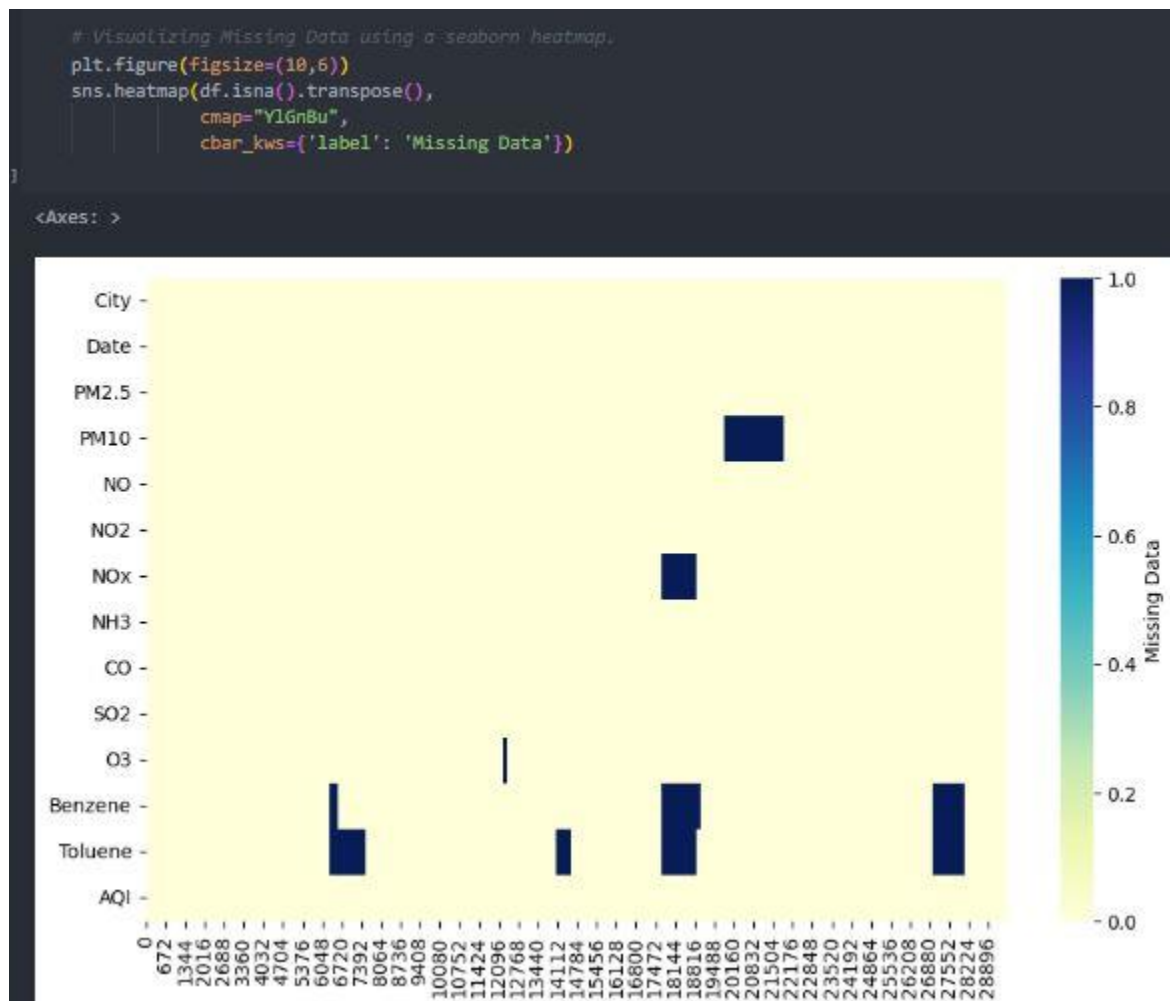 # Visualizing Missing Data using a seaborn heatmap.
plt.figure(figsize=(10,6))
sns.heatmap(df.isna().transpose(),
cmap="YlGnBu",
cbar_kws={'label': 'Missing Data'})
]
<Axes: >
City
Date
PM2.5
PM10
NO
NO2
NOx
NH3
CO
SO2
O3
Benzene
Toluene
AQI
0
672
1344
2016
2688
3360
4032
4704
5376
6048
6720
7392
8064
8736
9408
10080
10752
11424
12096
12768
13440
14112
14784
15456
16128
16800
17472
18144
18816
19488
20160
20832
21504
22176
22848
23520
24192
24864
25536
26208
26880
27552
28224
28896
1.0
0.8
0.6
0.4
0.2
0.0
Missing Data